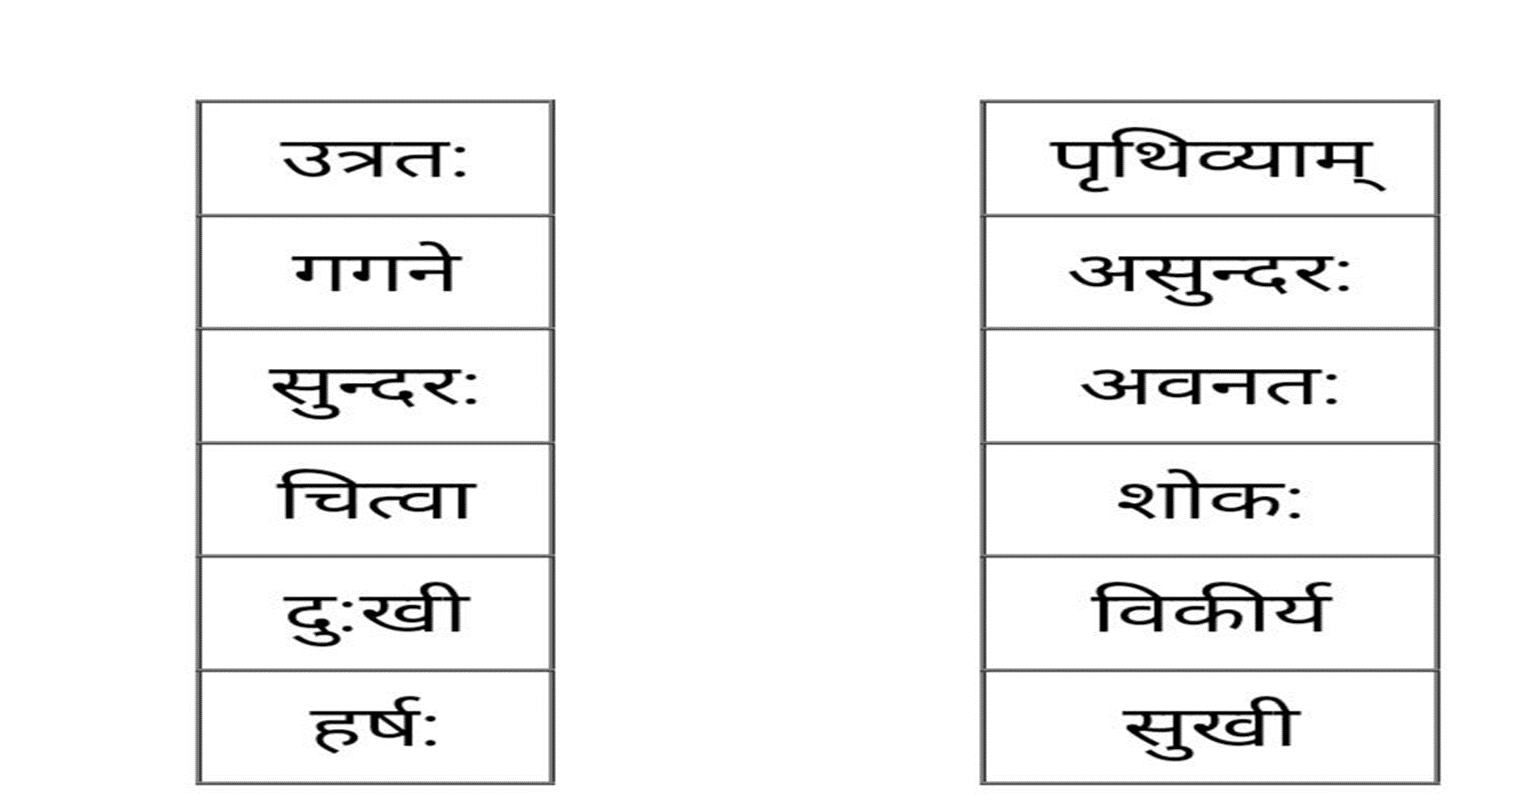 उत्रत: पृथिव्याम्
गगने असुन्दर:
सुन्दर: अवनत:
चित्वा शोक:
दु:खी विकीर्य
हर्ष: सुखी